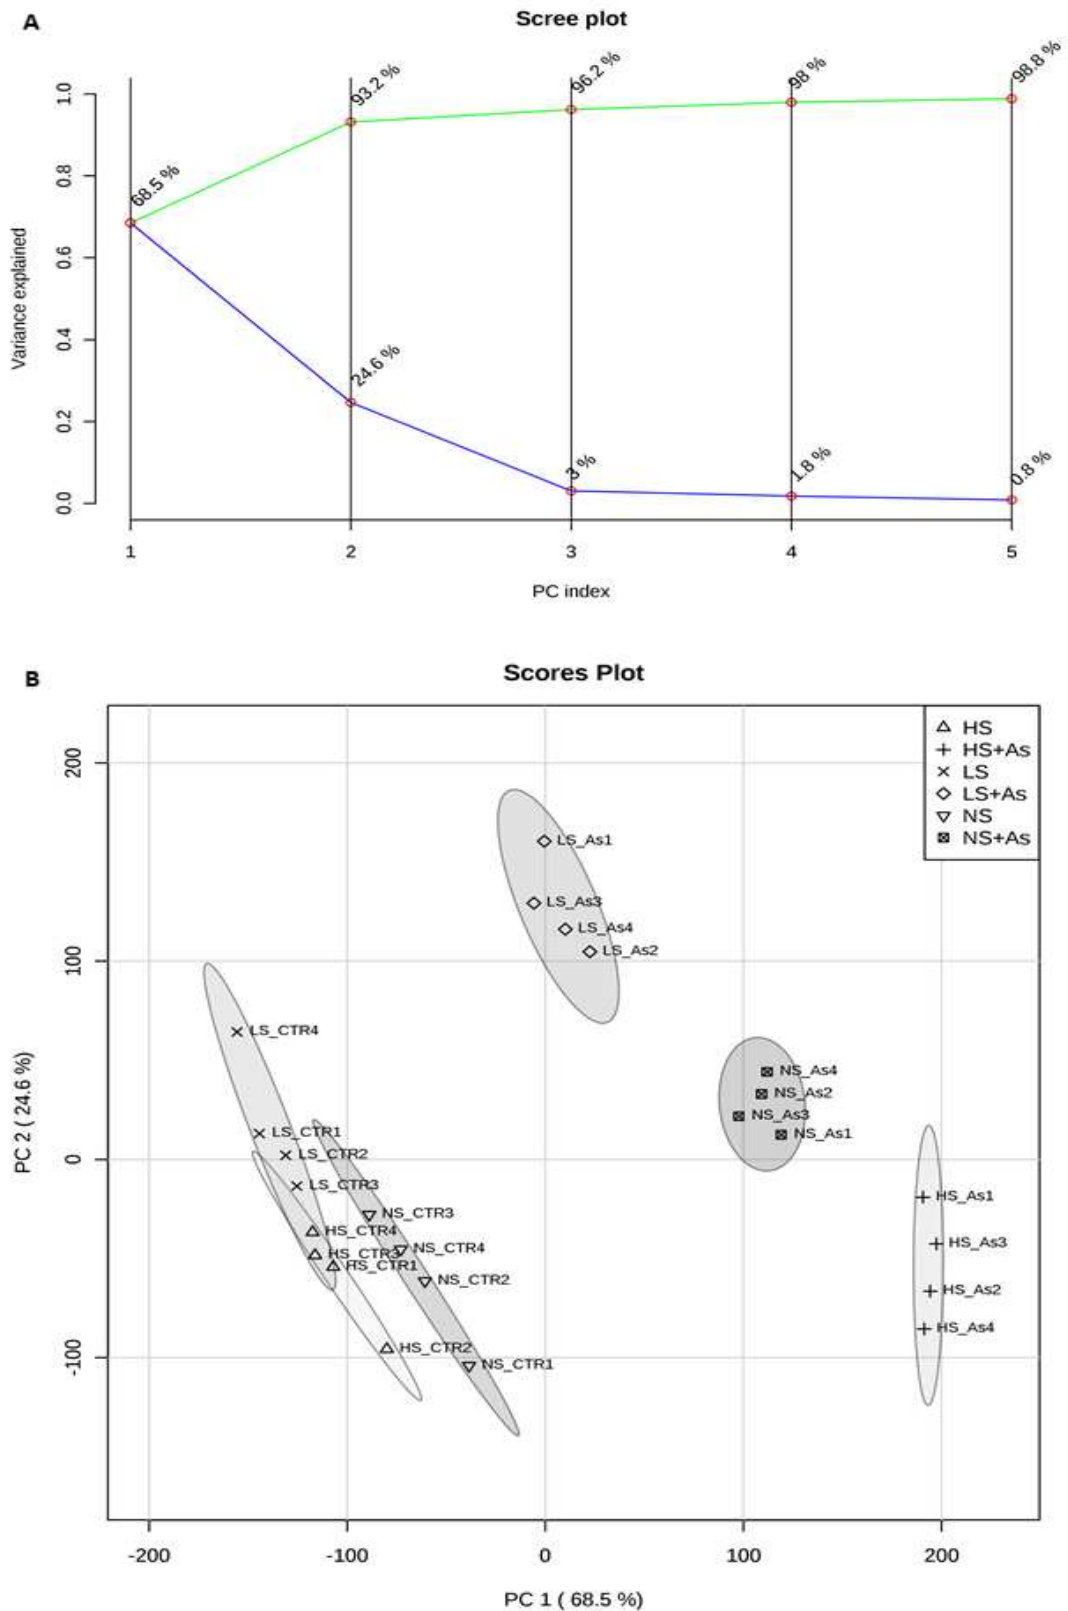 A
Scree plot
Variance explained
1.0
0.8
0.6
0.4
0.2
0.0
68.5 %
93.2 %
96.2 %
98 %
98.8 %
24.6 %
3 %
1.8 %
0.8 %
1 2 3 4 5
PC index
B
Scores Plot
HS
HS+As
LS
LS+As
NS
NS+As
PC 2 ( 24.6 %)
200
100
0
-100
LS_As1
LS_As3
LS_As4
LS_As2
LS_CTR4
LS_CTR1
LS_CTR2
LS_CTR3
NS_As4
NS_As2
NS_As3
NS_As1
HS_As1
HS_As3
HS_As2
HS_As4
NS_CTR3
HS_CTR4
NS_CTR4
HS_CTR3
HS_CTR1
NS_CTR2
HS_CTR2
NS_CTR1
-200 -100 0 100 200
PC 1 ( 68.5 %)